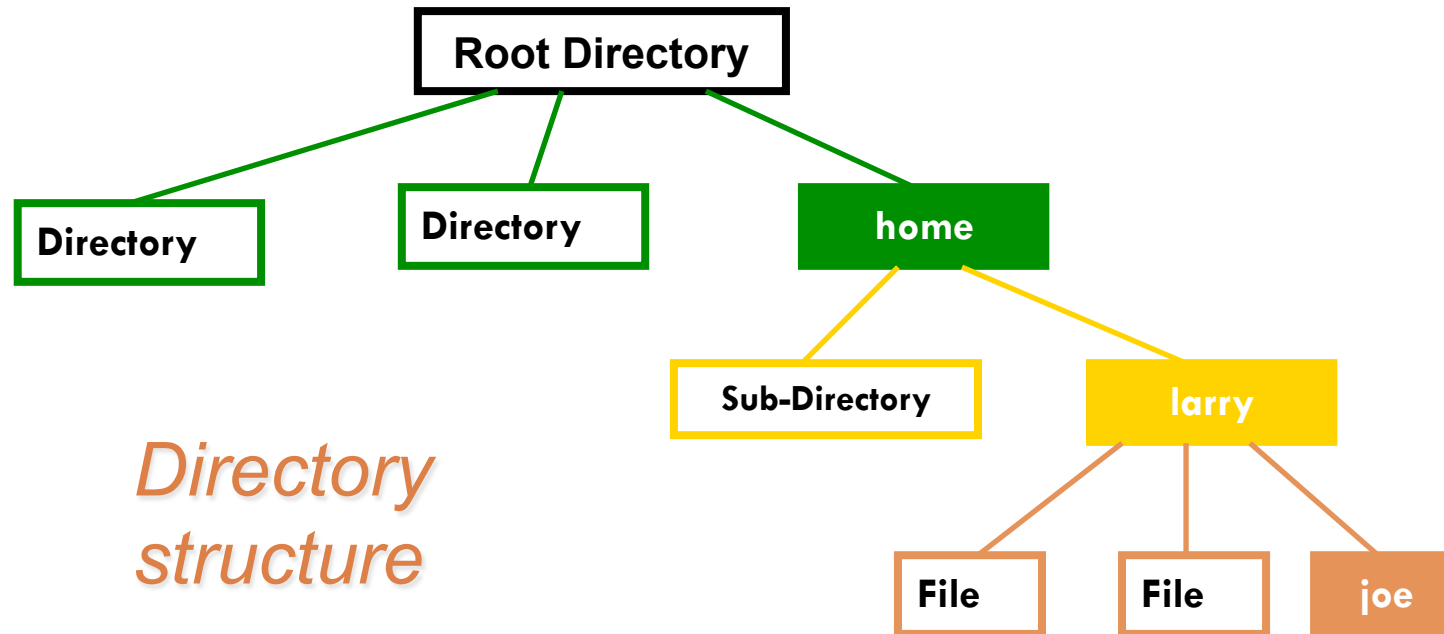 Root Directory
Directory
Directory
home
Sub-Directory
larry
Directory
structure
File
File
joe